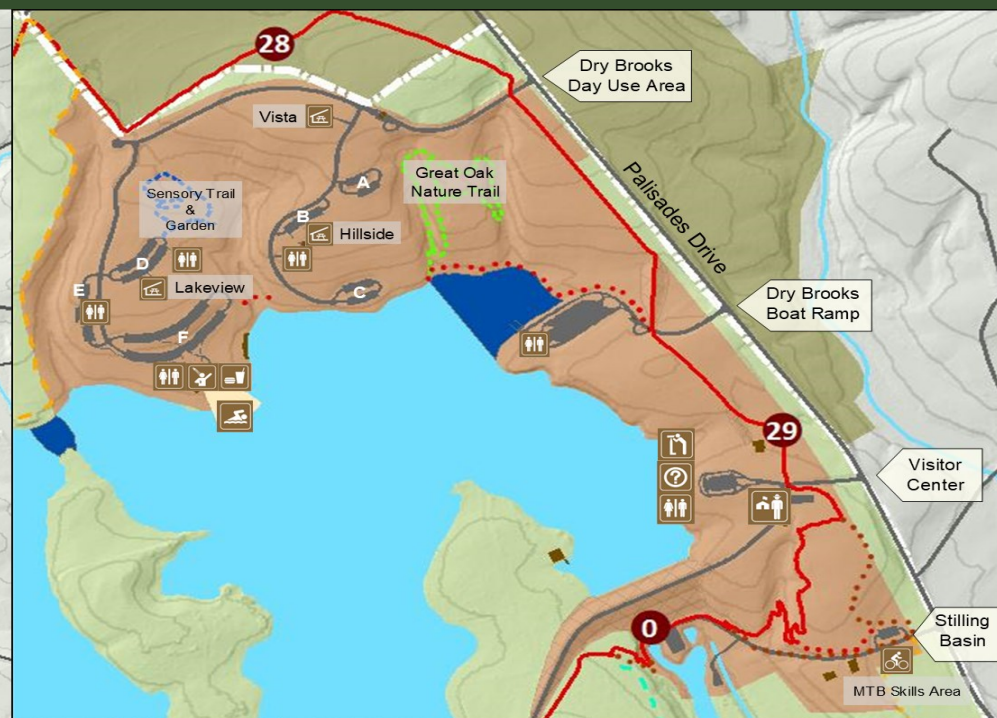 28
Dry Brooks
Day Use Area
Vista
Great Oak
Nature Trail
A
Sensory Trail
&
Garden
B
Hillside
Palisades Drive
D
Lakeview
E
C
Dry Brooks
Boat Ramp
F
29
?
Visitor
Center
0
Stilling
Basin
MTB Skills Area